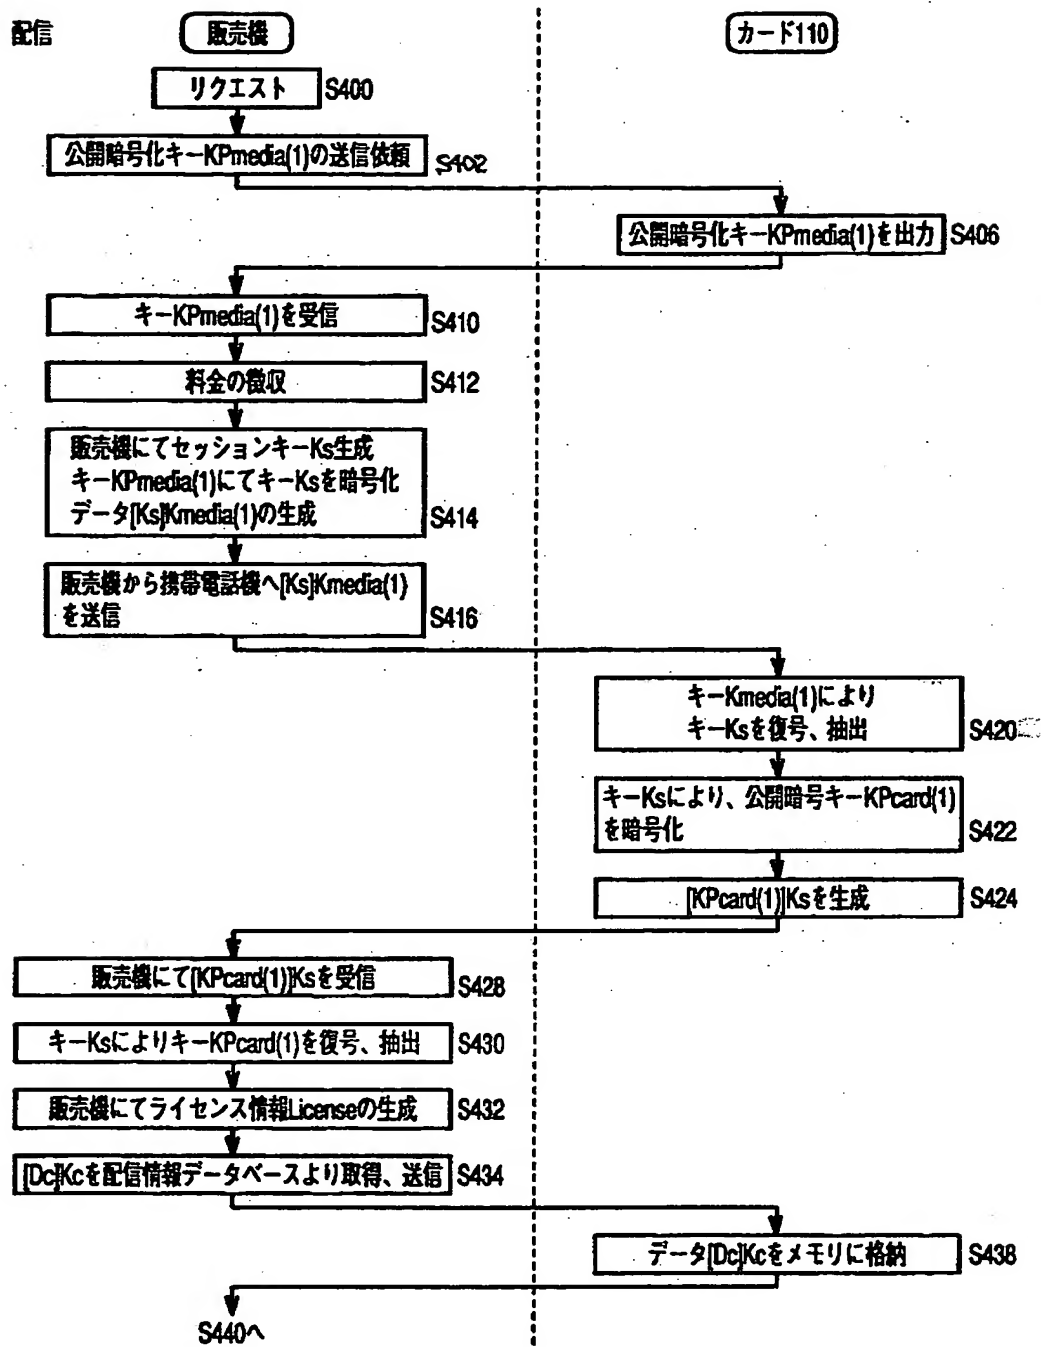 配信
販売機
カード110
リクエスト S400
公開暗号化キーKPmedia(1)の送信依頼 S402
公開暗号化キーKPmedia(1)を出力 S406
キーKPmedia(1)を受信 S410
料金の徴収 S412
販売機にてセッションキーKs生成
キーKPmedia(1)にてキーKsを暗号化
データ[Ks]Kmedia(1)の生成 S414
販売機から携帯電話機へ[Ks]Kmedia(1)
を送信 S416
キーKmedia(1)により
キーKsを復号、抽出 S420
キーKsにより、公開暗号キーKPcard(1)
を暗号化 S422
[KPcard(1)]Ksを生成 S424
販売機にて[KPcard(1)]Ksを受信 S428
キーKsによりキーKPcard(1)を復号、抽出 S430
販売機にてライセンス情報Licenseの生成 S432
[Dc]Kcを配信情報データベースより取得、送信 S434
データ[Dc]Kcをメモリに格納 S438
S440へ